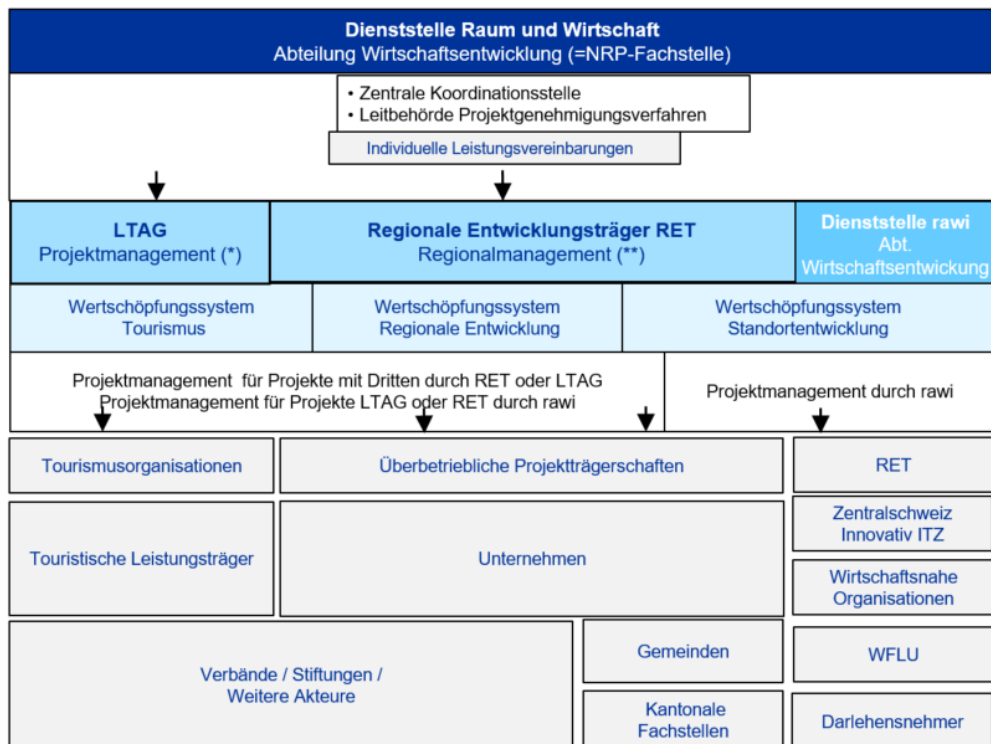 Dienststelle Raum und Wirtschaft
Abteilung Wirtschaftsentwicklung (=NRP-Fachstelle)
• Zentrale Koordinationsstelle
• Leitbehörde Projektgenehmigungsverfahren
Individuelle Leistungsvereinbarungen
LTAG
Projektmanagement (*)
Regionale Entwicklungsträger RET
Regionalmanagement (**)
Dienststelle rawi
Abt.
Wirtschaftsentwickung
Wertschöpfungssystem
Tourismus
Wertschöpfungssystem
Regionale Entwicklung
Wertschöpfungssystem
Standortentwicklung
Projektmanagement für Projekte mit Dritten durch RET oder LTAG
Projektmanagement für Projekte LTAG oder RET durch rawi
Projektmanagement durch rawi
Tourismusorganisationen
Überbetriebliche Projektträgerschaften
RET
Touristische Leistungsträger
Unternehmen
Zentralschweiz
Innovativ ITZ
Wirtschaftsnahe
Organisationen
Verbände / Stiftungen /
Weitere Akteure
Gemeinden
WFLU
Kantonale
Fachstellen
Darlehensnehmer